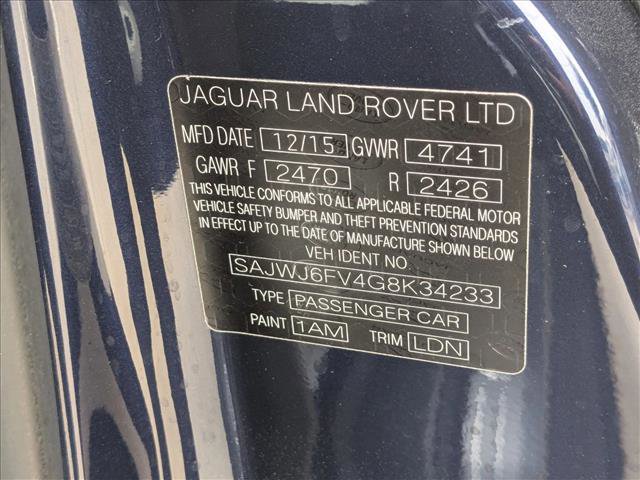 JAGUAR LAND ROVER LTD
MFD DATE 12/15 GVWR 4741
GAWR F 2470 R 2426
THIS VEHICLE CONFORMS TO ALL APPLICABLE FEDERAL MOTOR
VEHICLE SAFETY BUMPER AND THEFT PREVENTION STANDARDS
IN EFFECT UP TO THE DATE OF MANUFACTURE SHOWN BELOW
VEH IDENT NO
SAJWJ6FV4G8K34233
TYPE PASSENGER CAR
PAINT 1AM TRIM LDN